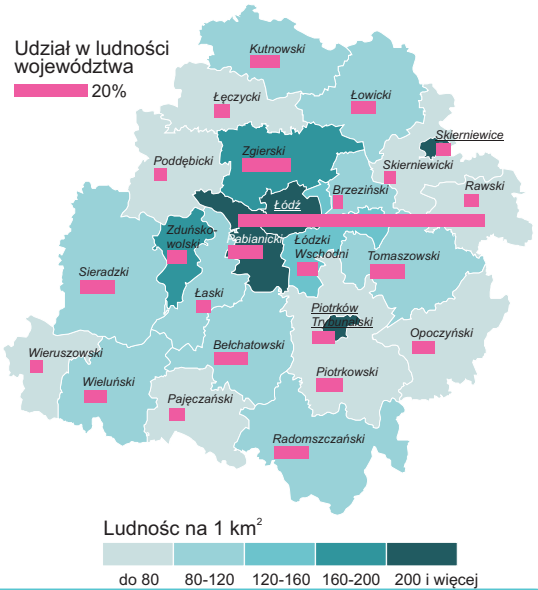 Udział w ludności
województwa
20%
Kutnowski
Łęczycki
Łowicki
Skierniewice
Zgierski
Poddębicki
Skierniewicki
Brzeziński
Rawski
Łódź
Zduńsko-
wolski
Pabianicki
Łódzki
Wschodni
Tomaszowski
Sieradzki
Łaski
Piotrków
Trybunalski
Opoczyński
Wieruszowski
Bełchatowski
Wieluński
Piotrkowski
Pajęczański
Radomszczański
Ludnośc na 1 km²
do 80
80-120
120-160
160-200
200 i więcej